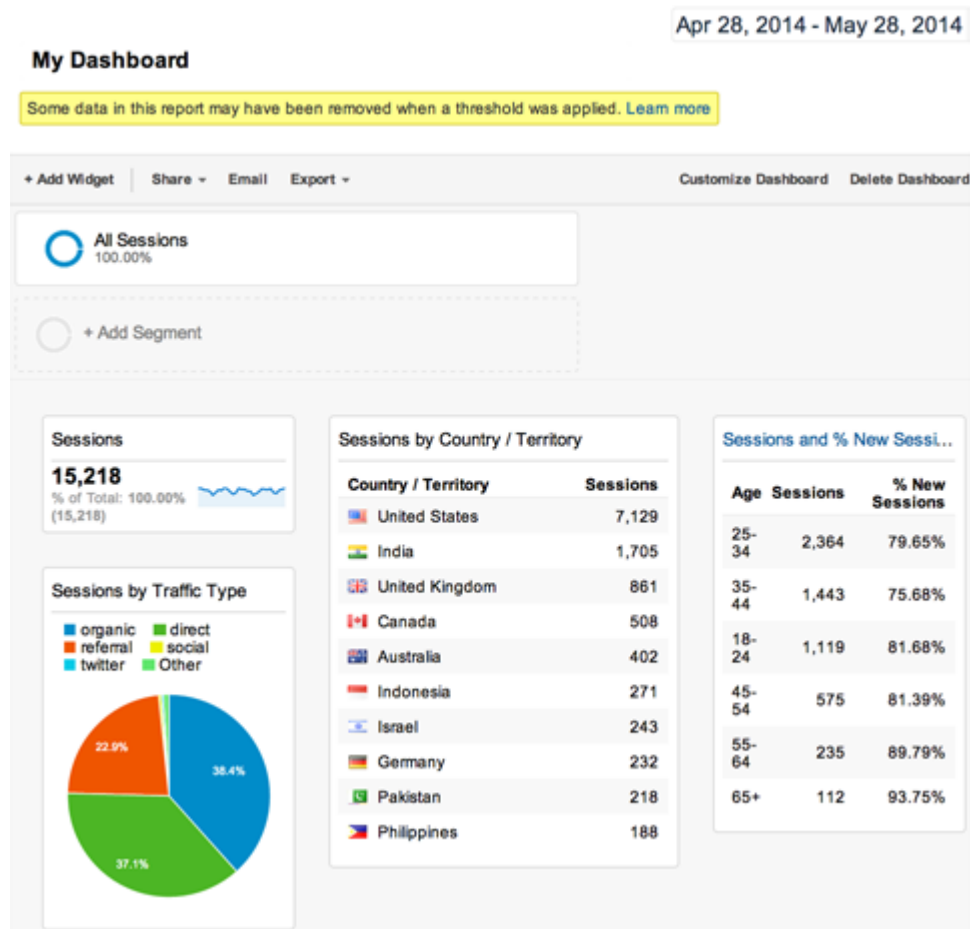 Apr 28, 2014 - May 28, 2014
My Dashboard
Some data in this report may have been removed when a threshold was applied. Learn more
+ Add Widget Share Email Export Customize Dashboard Delete Dashboard
All Sessions
100.00%
+ Add Segment
Sessions
15,218
% of Total: 100.00%
(15,218)
Sessions by Traffic Type
organic direct
referral social
twitter Other
22.9%
38.4%
37.1%
Sessions by Country / Territory
Country / Territory Sessions
United States 7,129
India 1,705
United Kingdom 861
Canada 508
Australia 402
Indonesia 271
Israel 243
Germany 232
Pakistan 218
Philippines 188
Sessions and % New Sessi...
Age Sessions % New
Sessions
25-
34 2,364 79.65%
35-
44 1,443 75.68%
18-
24 1,119 81.68%
45-
54 575 81.39%
55-
64 235 89.79%
65+ 112 93.75%